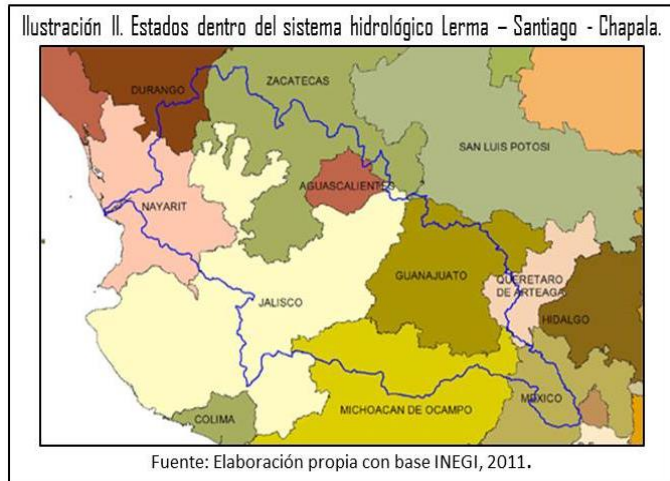 Ilustración II. Estados dentro del sistema hidrológico Lerma – Santiago - Chapala.
DURANGO
ZACATECAS
SAN LUIS POTOSI
AGUASCALIENTES
NAYARIT
GUANAJUATO
QUERETARO
DE ARTEAGA
JALISCO
HIDALGO
MEXICO
COLIMA
MICHOACAN DE OCAMPO
Fuente: Elaboración propia con base INEGI, 2011.